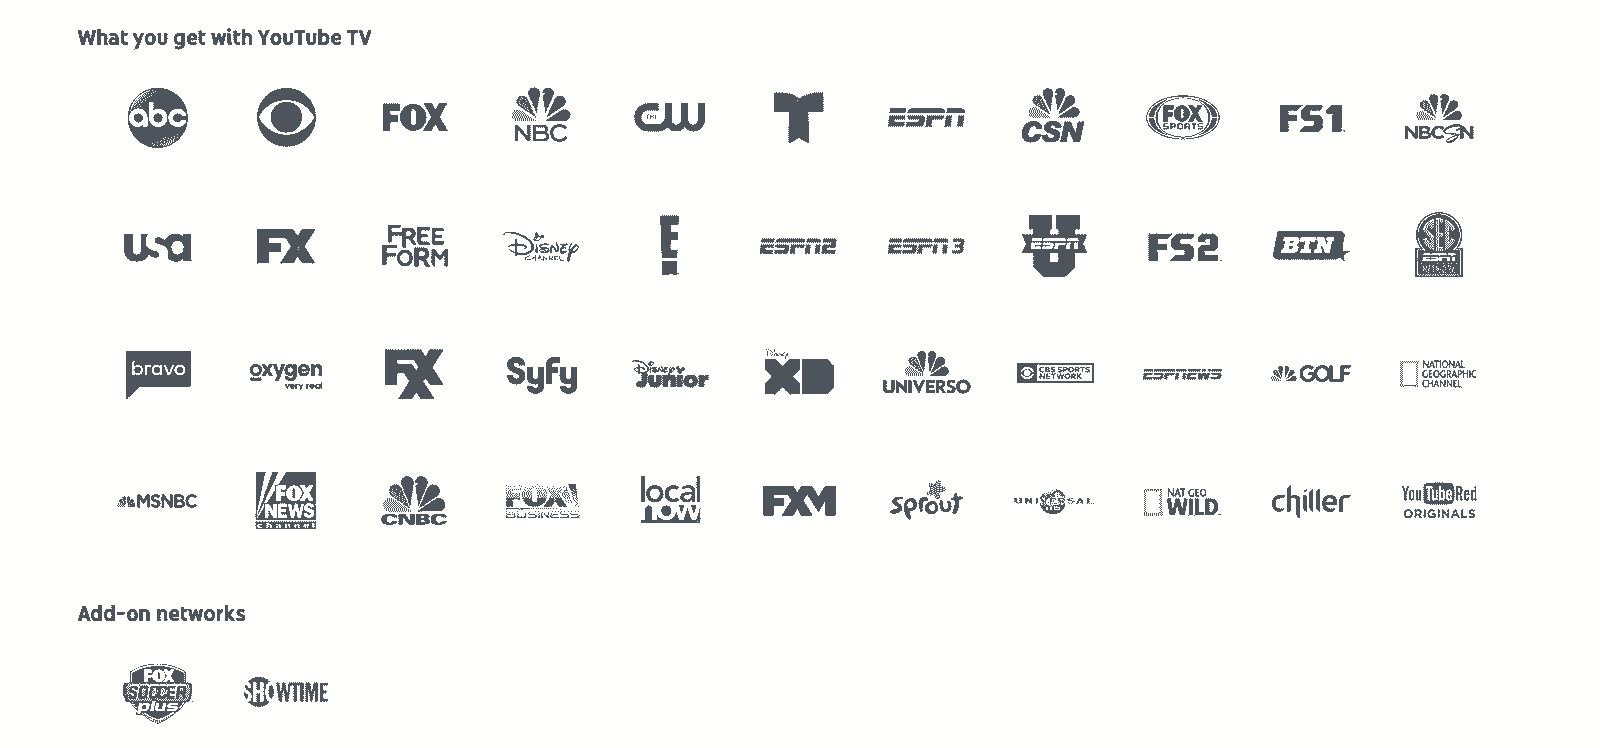 What you get with YouTube TV
abc
FOX
NBC
CW
T
ESPN
CSN
FOX
SPORTS
FS1
NBCSN
usa
FX
FREE
FORM
DISNEY
CHANNEL
E!
ESPN2
ESPN3
U
ESPN
FS2
BTN
SEC
ESPN
bravo
oxygen
very real
FXX
Syfy
Disney
Junior
Disney
XD
UNIVERSO
CBS SPORTS
NETWORK
ESPNEWS
GOLF
NATIONAL
GEOGRAPHIC
CHANNEL
MSNBC
FOX
NEWS
channel
CNBC
FOX
BUSINESS
local
now
FXM
sprout
UNIVERSAL
NAT GEO
WILD
chiller
YouTube Red
ORIGINALS
Add-on networks
FOX
SOCCER
plus
SHOWTIME